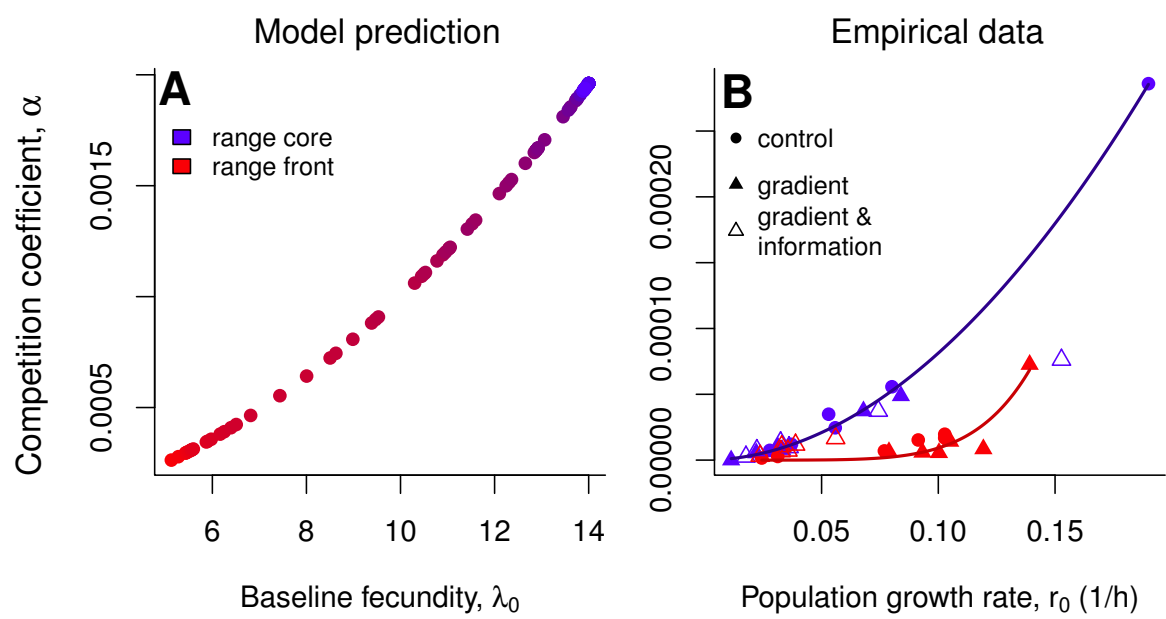 Model prediction
Empirical data
A
range core
range front
B
control
gradient
gradient &
information
Competition coefficient, α
0.0005
0.0015
0.00000
0.00010
0.00020
6
8
10
12
14
0.05
0.10
0.15
Baseline fecundity, λ₀
Population growth rate, r₀ (1/h)